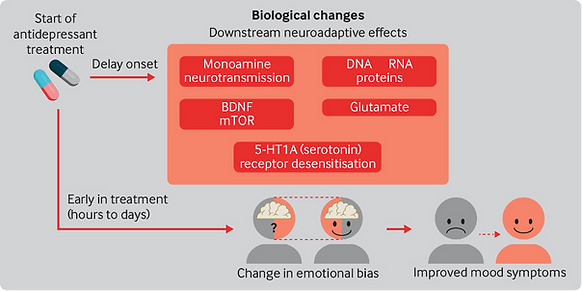 Start of
antidepressant
treatment
Biological changes
Downstream neuroadaptive effects
Delay onset
Monoamine
neurotransmission
DNA RNA
proteins
BDNF
mTOR
Glutamate
5-HT1A (serotonin)
receptor desensitisation
Early in treatment
(hours to days)
?
Change in emotional bias
Improved mood symptoms